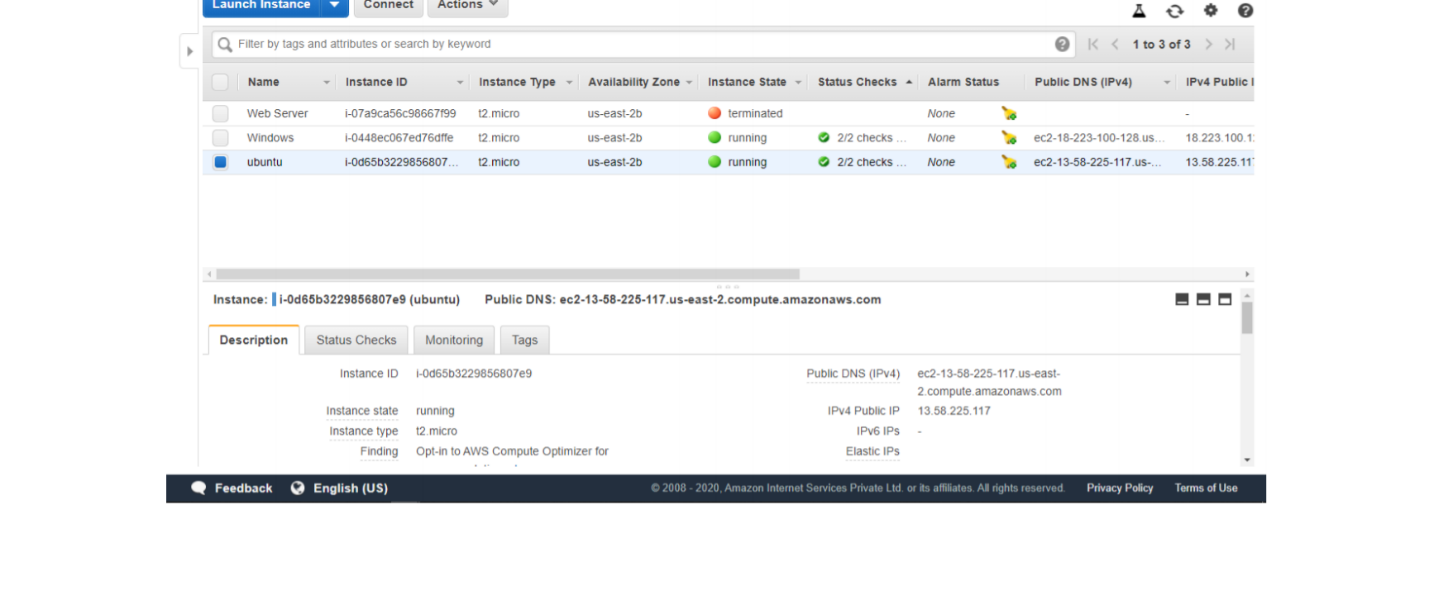 Launch Instance Connect Actions
Filter by tags and attributes or search by keyword 1 to 3 of 3
Name Instance ID Instance Type Availability Zone Instance State Status Checks Alarm Status Public DNS (IPv4) IPv4 Public I
Web Server i-07a9ca56c98667f99 t2.micro us-east-2b terminated None -
Windows i-0448ec067ed76dffe t2.micro us-east-2b running 2/2 checks ... None ec2-18-223-100-128.us... 18.223.100.1
ubuntu i-0d65b3229856807... t2.micro us-east-2b running 2/2 checks ... None ec2-13-58-225-117.us-... 13.58.225.117
Instance: i-0d65b3229856807e9 (ubuntu) Public DNS: ec2-13-58-225-117.us-east-2.compute.amazonaws.com
Description Status Checks Monitoring Tags
Instance ID i-0d65b3229856807e9 Public DNS (IPv4) ec2-13-58-225-117.us-east-
2.compute.amazonaws.com
Instance state running IPv4 Public IP 13.58.225.117
Instance type t2.micro IPv6 IPs -
Finding Opt-in to AWS Compute Optimizer for Elastic IPs
Feedback English (US) © 2008 - 2020, Amazon Internet Services Private Ltd. or its affiliates. All rights reserved. Privacy Policy Terms of Use